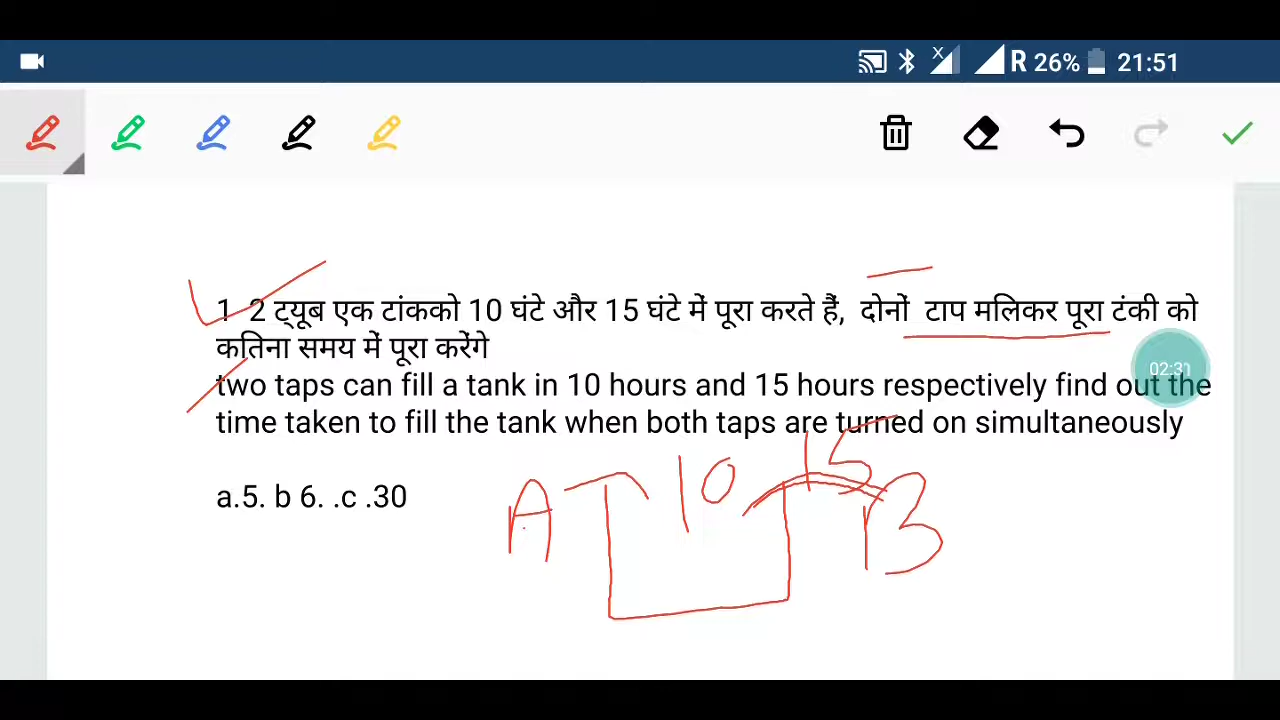 R 26% 21:51
1 2 ट्यूब एक टांकको 10 घंटे और 15 घंटे में पूरा करते हैं, दोनों टाप मलिकर पूरा टंकी को
कतिना समय में पूरा करेंगे
two taps can fill a tank in 10 hours and 15 hours respectively find out the
02:31
time taken to fill the tank when both taps are turned on simultaneously
a.5. b 6. .c .30
A 10 15 B